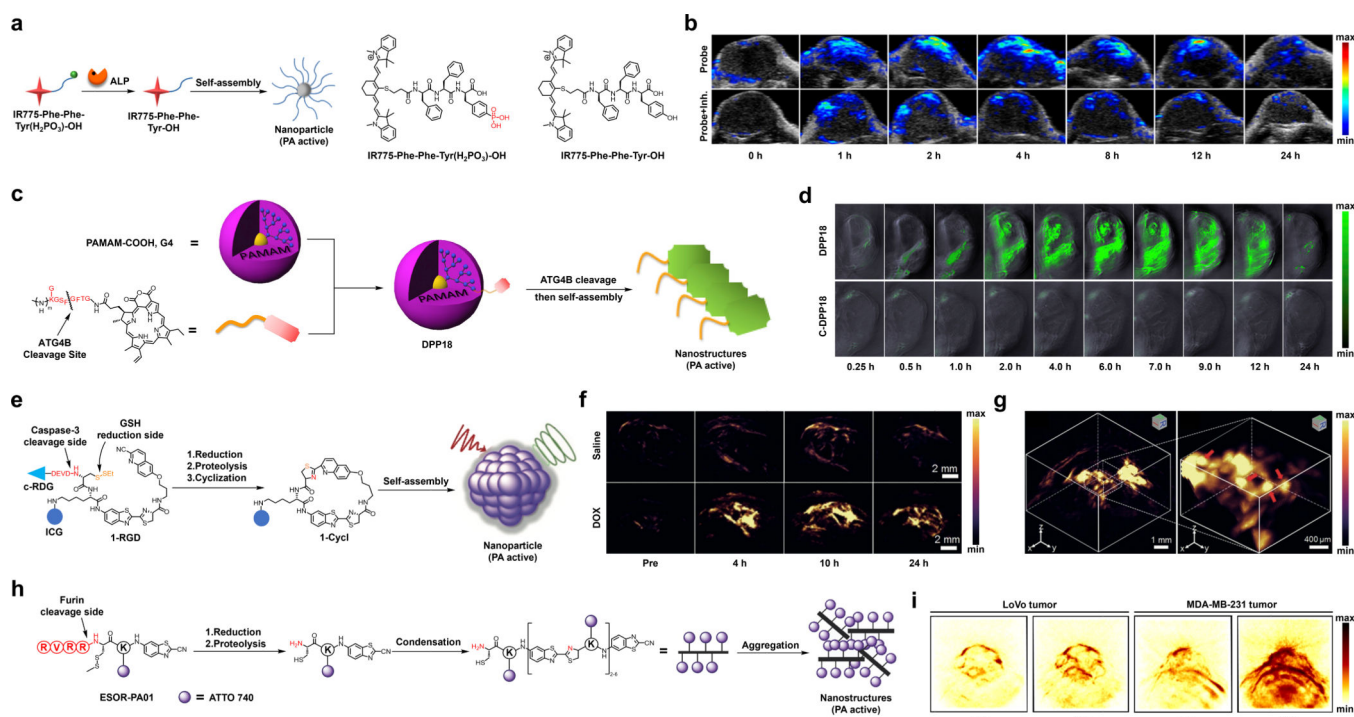 a
ALP
Self-assembly
IR775-Phe-Phe-
Tyr(H2PO3)-OH
IR775-Phe-Phe-
Tyr-OH
Nanoparticle
(PA active)
IR775-Phe-Phe-Tyr(H2PO3)-OH
IR775-Phe-Phe-Tyr-OH
b
Probe
Probe+Inh.
0 h
1 h
2 h
4 h
8 h
12 h
24 h
max
min
c
PAMAM-COOH, G4
=
PAMAM
ATG4B
Cleavage Site
=
PAMAM
DPP18
ATG4B cleavage
then self-assembly
Nanostructures
(PA active)
d
DPP18
C-DPP18
0.25 h
0.5 h
1.0 h
2.0 h
4.0 h
6.0 h
7.0 h
9.0 h
12 h
24 h
max
min
e
Caspase-3
cleavage side
GSH
reduction side
DEVD
c-RDG
ICG
1-RGD
1.Reduction
2.Proteolysis
3.Cyclization
1-Cycl
Self-assembly
Nanoparticle
(PA active)
f
Saline
DOX
2 mm
2 mm
Pre
4 h
10 h
24 h
max
min
g
z
x
y
1 mm
z
x
y
400 μm
max
min
h
Furin
cleavage side
R V R R
K
ESOR-PA01
= ATTO 740
1.Reduction
2.Proteolysis
K
Condensation
K
K
2-6
=
Aggregation
Nanostructures
(PA active)
i
LoVo tumor
MDA-MB-231 tumor
max
min